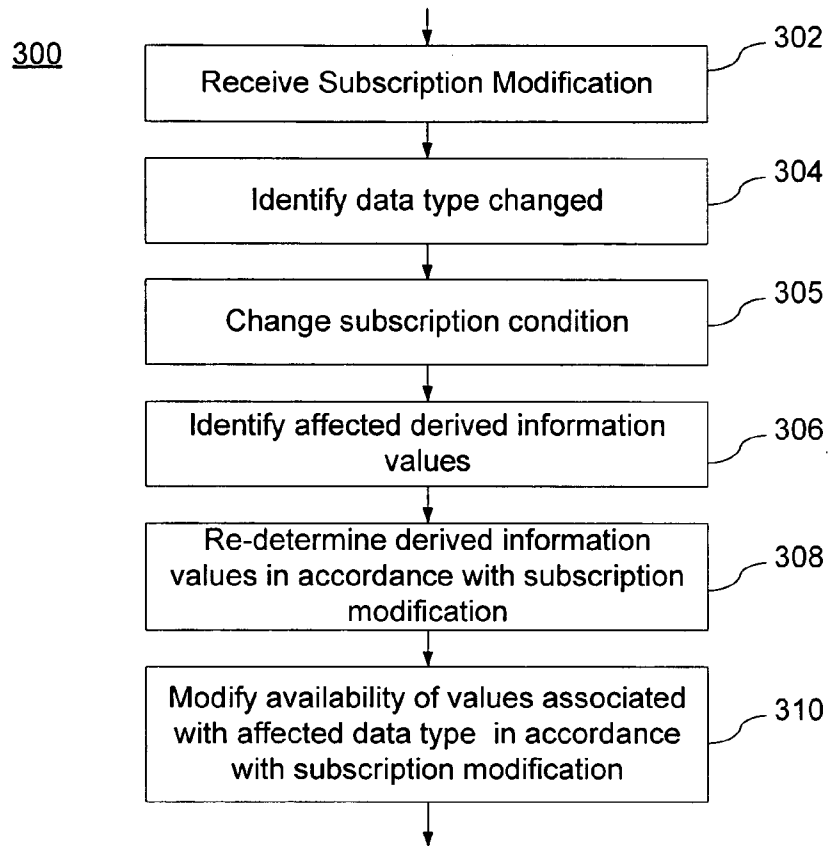 300
302
Receive Subscription Modification
304
Identify data type changed
305
Change subscription condition
Identify affected derived information
values
306
Re-determine derived information
values in accordance with subscription
modification
308
Modify availability of values associated
with affected data type in accordance
with subscription modification
310